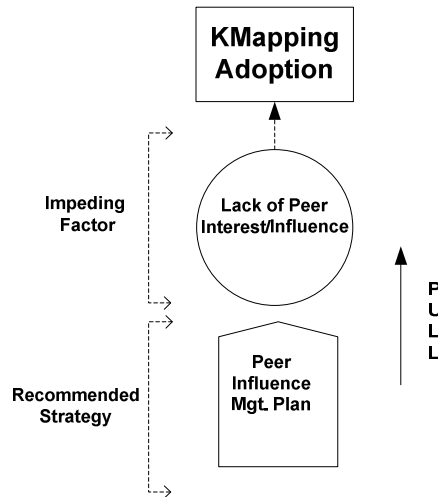 KMapping
Adoption
Impeding
Factor
Lack of Peer
Interest/Influence
P
U
L
L
Recommended
Strategy
Peer
Influence
Mgt. Plan